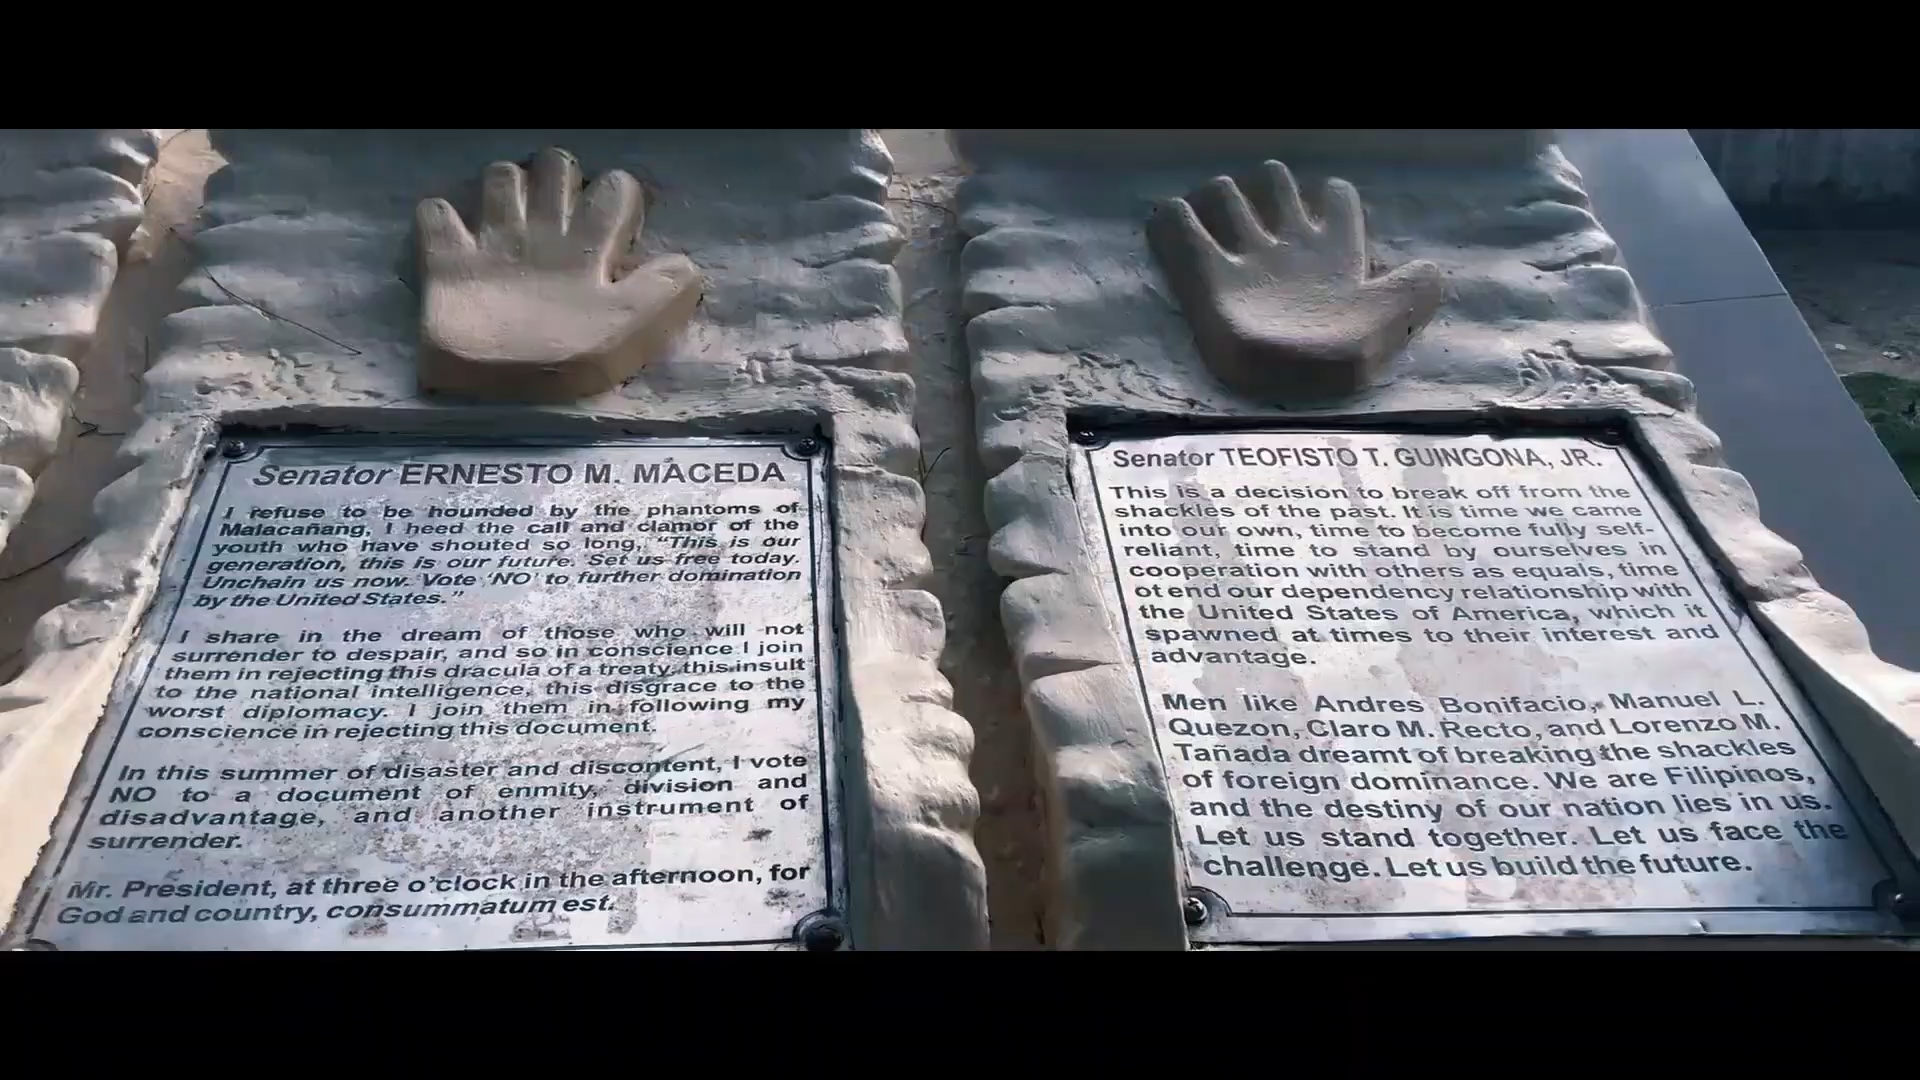 Senator ERNESTO M. MACEDA
I refuse to be hounded by the phantoms of
Malacañang, I heed the call and clamor of the
youth who have shouted so long, “This is our
generation, this is our future. Set us free today.
Unchain us now. Vote ‘NO’ to further domination
by the United States.”
I share in the dream of those who will not
surrender to despair, and so in conscience I join
them in rejecting this dracula of a treaty, this insult
to the national intelligence, this disgrace to the
worst diplomacy. I join them in following my
conscience in rejecting this document.
In this summer of disaster and discontent, I vote
NO to a document of enmity, division and
disadvantage, and another instrument of
surrender.
Mr. President, at three o’clock in the afternoon, for
God and country, consummatum est.
Senator TEOFISTO T. GUINGONA, JR.
This is a decision to break off from the
shackles of the past. It is time we came
into our own, time to become fully self-
reliant, time to stand by ourselves in
cooperation with others as equals, time
ot end our dependency relationship with
the United States of America, which it
spawned at times to their interest and
advantage.
Men like Andres Bonifacio, Manuel L.
Quezon, Claro M. Recto, and Lorenzo M.
Tañada dreamt of breaking the shackles
of foreign dominance. We are Filipinos,
and the destiny of our nation lies in us.
Let us stand together. Let us face the
challenge. Let us build the future.